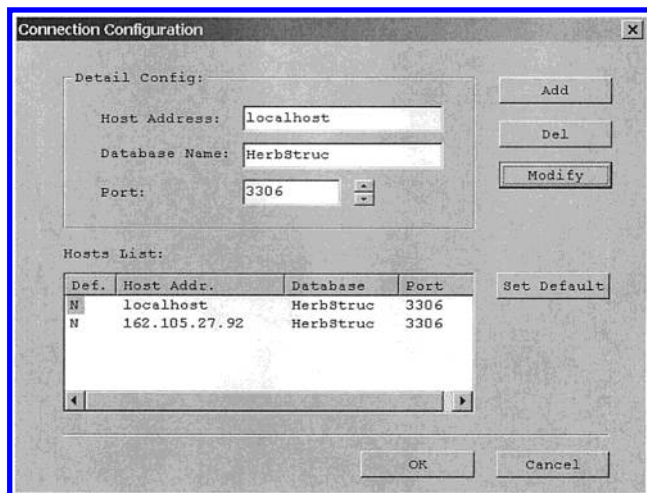 Connection Configuration
Detail Config:
Add
Host Address: localhost
Del
Database Name: HerbStruc
Modify
Port: 3306
Hosts List:
Def. Host Addr. Database Port
Set Default
N localhost HerbStruc 3306
N 162.105.27.92 HerbStruc 3306
OK Cancel